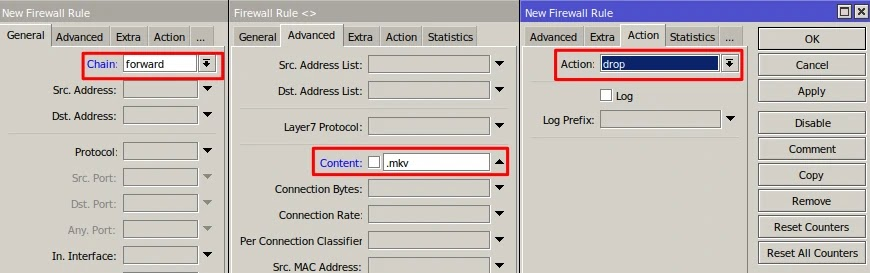 New Firewall Rule
General Advanced Extra Action ...
Chain: forward
Src. Address:
Dst. Address:
Protocol:
Src. Port:
Dst. Port:
Any. Port:
In. Interface:
Firewall Rule <>
General Advanced Extra Action Statistics
Src. Address List:
Dst. Address List:
Layer7 Protocol:
Content: .mkv
Connection Bytes:
Connection Rate:
Per Connection Classifier
Src. MAC Address:
New Firewall Rule
Advanced Extra Action Statistics ...
Action: drop
Log
Log Prefix:
OK
Cancel
Apply
Disable
Comment
Copy
Remove
Reset Counters
Reset All Counters